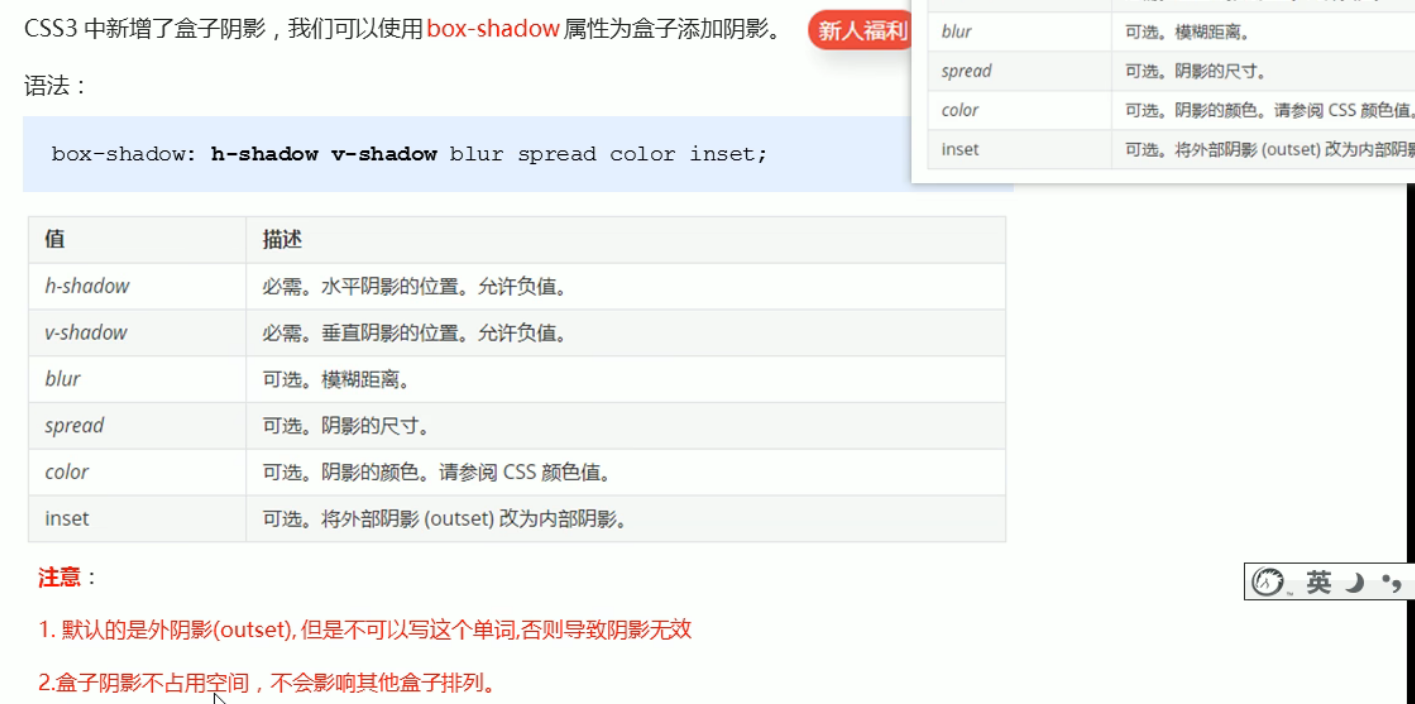 CSS3 中新增了盒子阴影，我们可以使用box-shadow属性为盒子添加阴影。
新人福利
语法：
box-shadow: h-shadow v-shadow blur spread color inset;
值 描述
h-shadow 必需。水平阴影的位置。允许负值。
v-shadow 必需。垂直阴影的位置。允许负值。
blur 可选。模糊距离。
spread 可选。阴影的尺寸。
color 可选。阴影的颜色。请参阅 CSS 颜色值。
inset 可选。将外部阴影 (outset) 改为内部阴影。
注意：
1. 默认的是外阴影(outset),但是不可以写这个单词,否则导致阴影无效
2.盒子阴影不占用空间，不会影响其他盒子排列。
blur 可选。模糊距离。
spread 可选。阴影的尺寸。
color 可选。阴影的颜色。请参阅 CSS 颜色值。
inset 可选。将外部阴影 (outset) 改为内部阴影
英